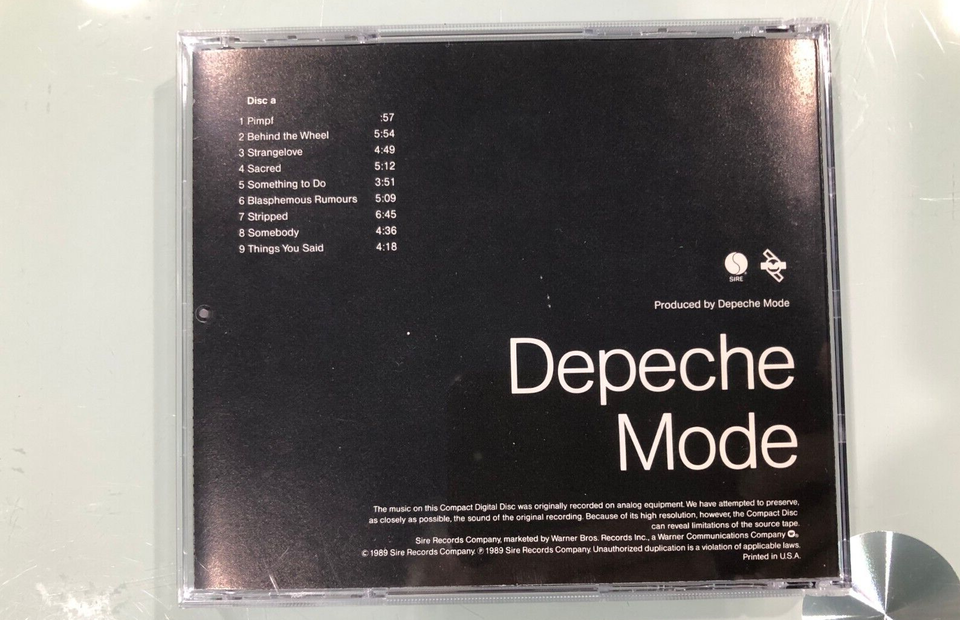 Disc a
1 Pimpf :57
2 Behind the Wheel 5:54
3 Strangelove 4:49
4 Sacred 5:12
5 Something to Do 3:51
6 Blasphemous Rumours 5:09
7 Stripped 6:45
8 Somebody 4:36
9 Things You Said 4:18
SIRE
Produced by Depeche Mode
Depeche
Mode
The music on this Compact Digital Disc was originally recorded on analog equipment. We have attempted to preserve,
as closely as possible, the sound of the original recording. Because of its high resolution, however, the Compact Disc
can reveal limitations of the source tape.
Sire Records Company, marketed by Warner Bros. Records Inc., a Warner Communications Company
© 1989 Sire Records Company. ℗ 1989 Sire Records Company. Unauthorized duplication is a violation of applicable laws.
Printed in U.S.A.